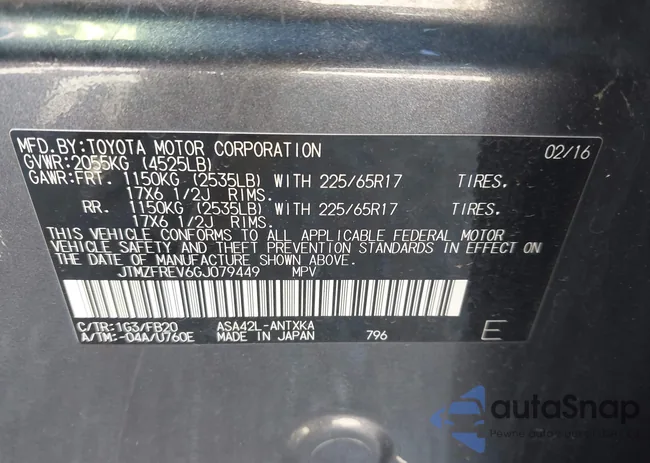 MFD.BY:TOYOTA MOTOR CORPORATION 02/16
GVWR:2055KG (4525LB)
GAWR:FRT. 1150KG (2535LB) WITH 225/65R17 TIRES.
17X6 1/2J RIMS.
RR. 1150KG (2535LB) WITH 225/65R17 TIRES.
17X6 1/2J RIMS.
THIS VEHICLE CONFORMS TO ALL APPLICABLE FEDERAL MOTOR
VEHICLE SAFETY AND THEFT PREVENTION STANDARDS IN EFFECT ON
THE DATE OF MANUFACTURE SHOWN ABOVE.
JTMZFREV6GJ079449 MPV
C/TR:1G3/FB20 ASA42L-ANTXKA
A/TM:-04A/U760E MADE IN JAPAN 796 E
autaSnap
Pewne auto